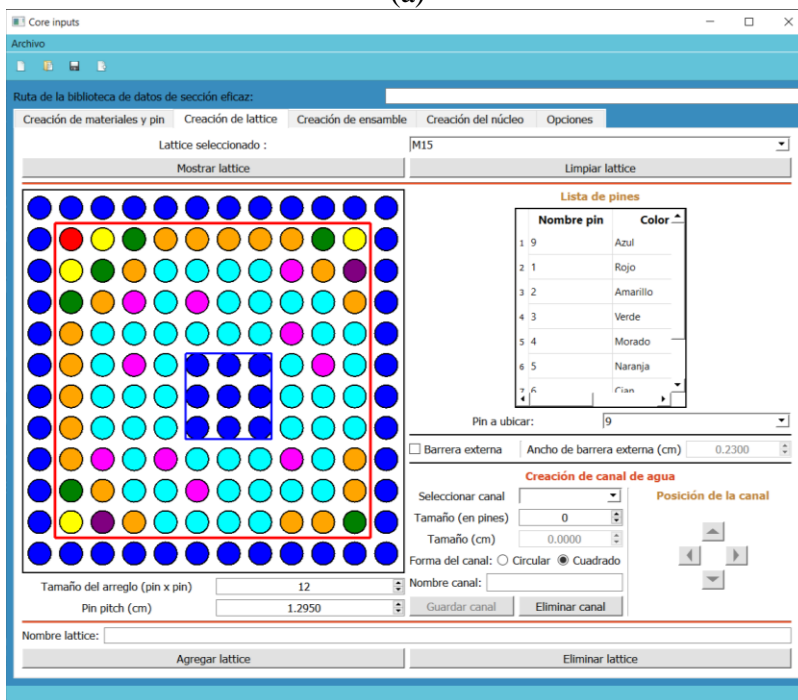 (a)
Core inputs
Archivo
Ruta de la biblioteca de datos de sección eficaz:
Creación de materiales y pin Creación de lattice Creación de ensamble Creación del núcleo Opciones
Lattice seleccionado : M15
Mostrar lattice Limpiar lattice
Lista de pines
Nombre pin Color
1 9 Azul
2 1 Rojo
3 2 Amarillo
4 3 Verde
5 4 Morado
6 5 Naranja
7 6 Cian
Pin a ubicar: 9
Barrera externa Ancho de barrera externa (cm) 0.2300
Creación de canal de agua
Seleccionar canal Posición de la canal
Tamaño (en pines) 0
Tamaño (cm) 0.0000
Forma del canal: Circular Cuadrado
Tamaño del arreglo (pin x pin) 12 Nombre canal:
Pin pitch (cm) 1.2950 Guardar canal Eliminar canal
Nombre lattice:
Agregar lattice Eliminar lattice